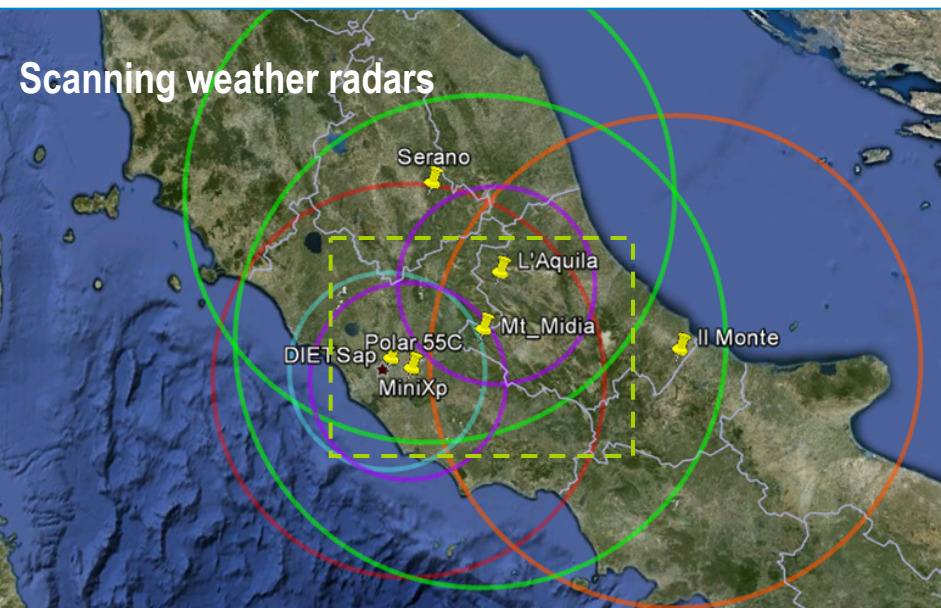 Scanning weather radars
Serano
L'Aquila
Mt_Midia
Il Monte
Polar 55C
DIETSap
MiniXp